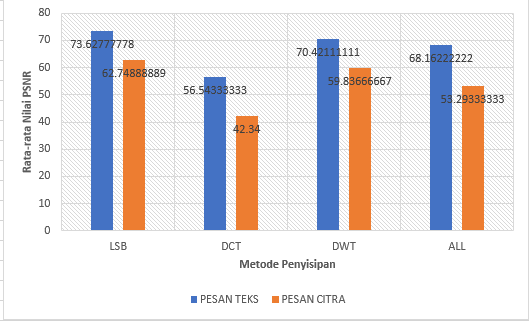 80
70
60
50
40
30
20
10
0
Rata-rata Nilai PSNR
73.62777778
62.74888889
56.54333333
42.34
70.42111111
59.83666667
68.16222222
53.29333333
LSB
DCT
DWT
ALL
Metode Penyisipan
PESAN TEKS
PESAN CITRA